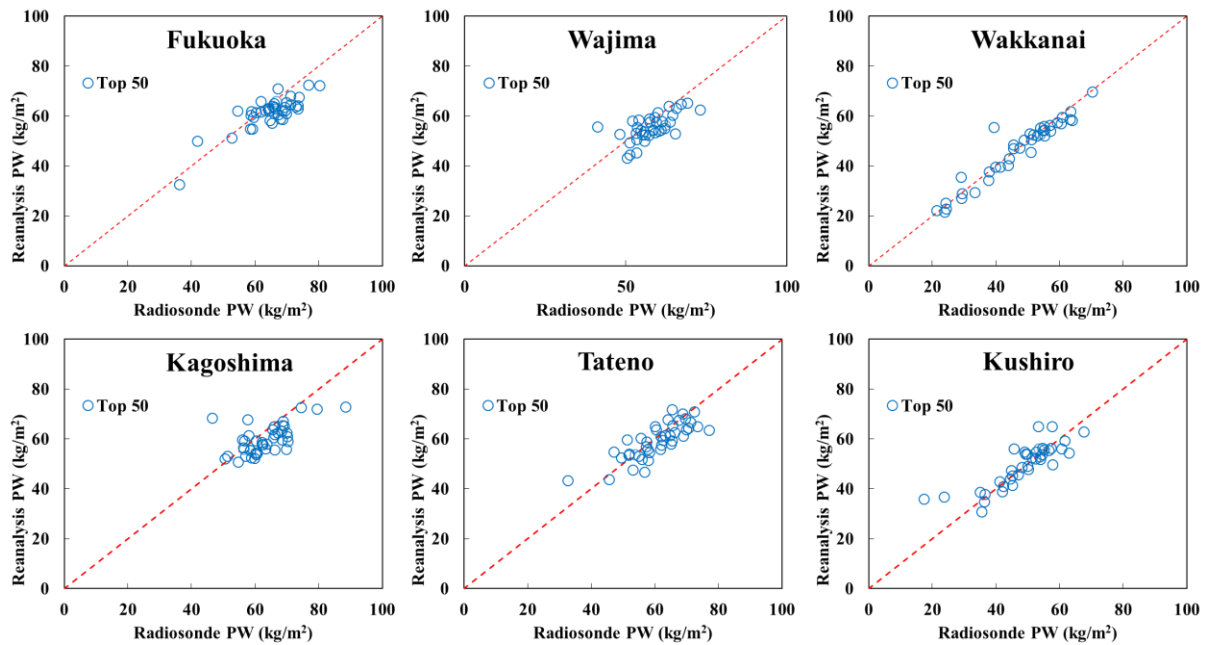 Fukuoka
Top 50
Reanalysis PW (kg/m²)
100
80
60
40
20
0
0 20 40 60 80 100
Radiosonde PW (kg/m²)
Wajima
Top 50
Reanalysis PW (kg/m²)
100
80
60
40
20
0
0 50 100
Radiosonde PW (kg/m²)
Wakkanai
Top 50
Reanalysis PW (kg/m²)
100
80
60
40
20
0
0 20 40 60 80 100
Radiosonde PW (kg/m²)
Kagoshima
Top 50
Reanalysis PW (kg/m²)
100
80
60
40
20
0
0 20 40 60 80 100
Radiosonde PW (kg/m²)
Tateno
Top 50
Reanalysis PW (kg/m²)
100
80
60
40
20
0
0 20 40 60 80 100
Radiosonde PW (kg/m²)
Kushiro
Top 50
Reanalysis PW (kg/m²)
100
80
60
40
20
0
0 20 40 60 80 100
Radiosonde PW (kg/m²)